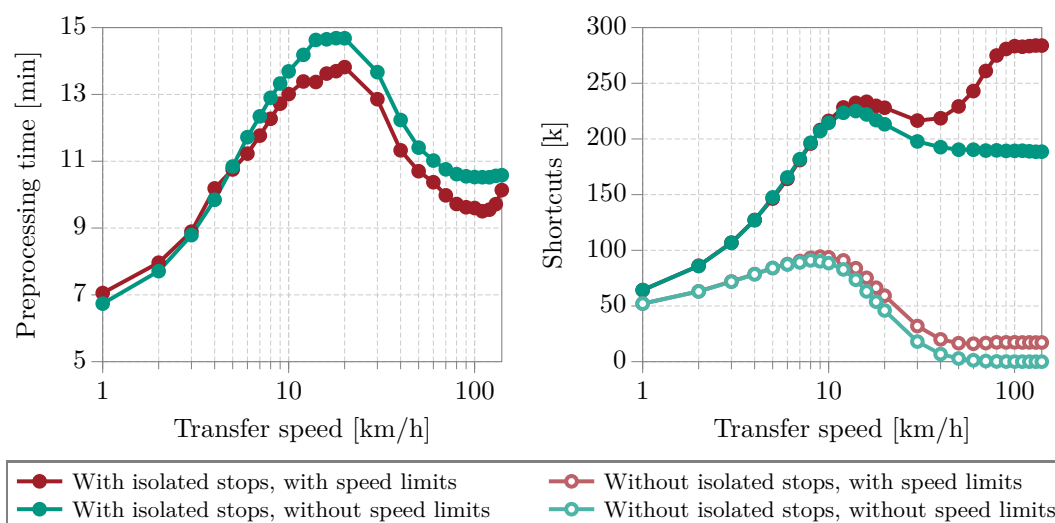 Preprocessing time [min]
15
13
11
9
7
5
1
10
100
Transfer speed [km/h]
Shortcuts [k]
300
250
200
150
100
50
0
1
10
100
Transfer speed [km/h]
With isolated stops, with speed limits
Without isolated stops, with speed limits
With isolated stops, without speed limits
Without isolated stops, without speed limits